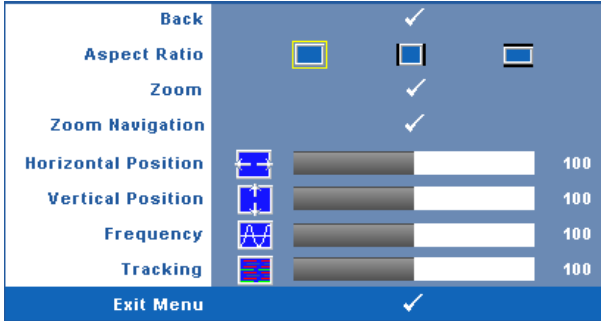 Back
Aspect Ratio
Zoom
Zoom Navigation
Horizontal Position 100
Vertical Position 100
Frequency 100
Tracking 100
Exit Menu